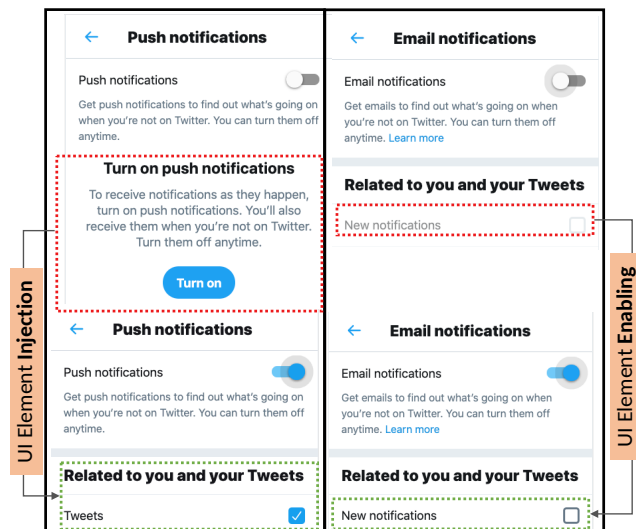 UI Element Injection
Push notifications
Push notifications
Get push notifications to find out what's going on
when you're not on Twitter. You can turn them off
anytime.
Turn on push notifications
To receive notifications as they happen,
turn on push notifications. You'll also
receive them when you're not on Twitter.
Turn them off anytime.
Turn on
Push notifications
Push notifications
Get push notifications to find out what's going on
when you're not on Twitter. You can turn them off
anytime.
Related to you and your Tweets
Tweets
Email notifications
Email notifications
Get emails to find out what's going on when
you're not on Twitter. You can turn them off
anytime. Learn more
Related to you and your Tweets
New notifications
Email notifications
Email notifications
Get emails to find out what's going on when
you're not on Twitter. You can turn them off
anytime. Learn more
Related to you and your Tweets
New notifications
UI Element Enabling